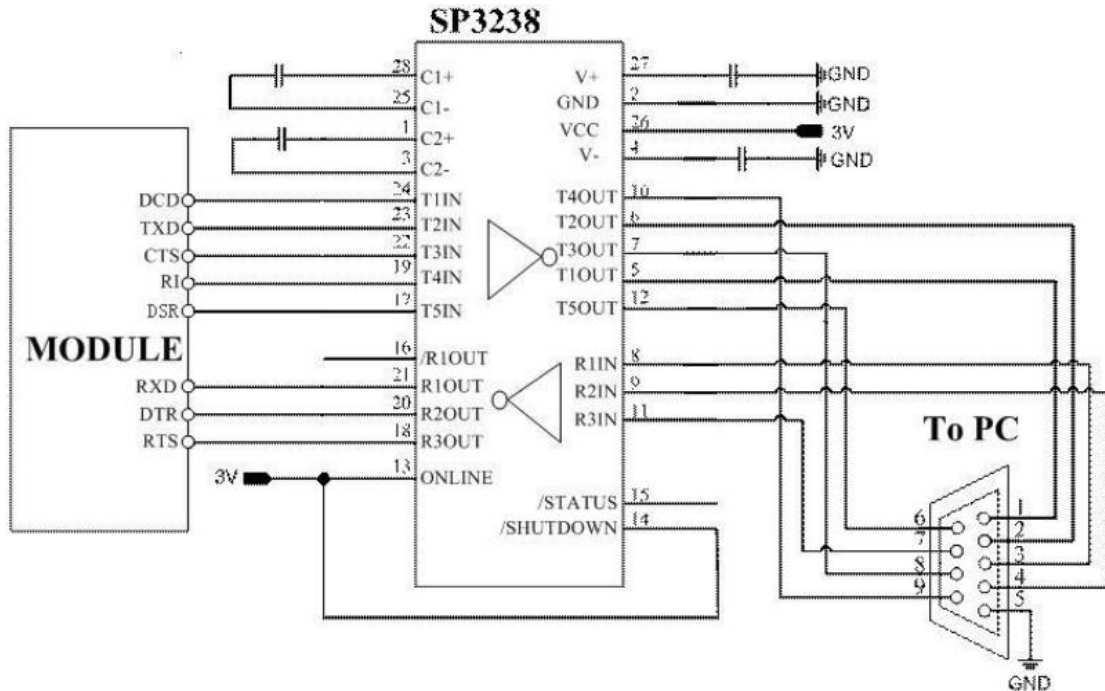 SP3238
28 C1+ V+ 27 GND
25 C1- GND 2 GND
1 C2+ VCC 26 3V
3 C2- V- 4 GND
DCD 24 T1IN T4OUT 10
TXD 23 T2IN T2OUT 6
CTS 22 T3IN T3OUT 7
RI 19 T4IN T1OUT 5
DSR 17 T5IN T5OUT 12
MODULE
16 /R1OUT R1IN 8
RXD 21 R1OUT R2IN 9
DTR 20 R2OUT R3IN 11
RTS 18 R3OUT
To PC
3V 13 ONLINE
/STATUS 15
/SHUTDOWN 14
6 1
7 2
8 3
9 4
5
GND